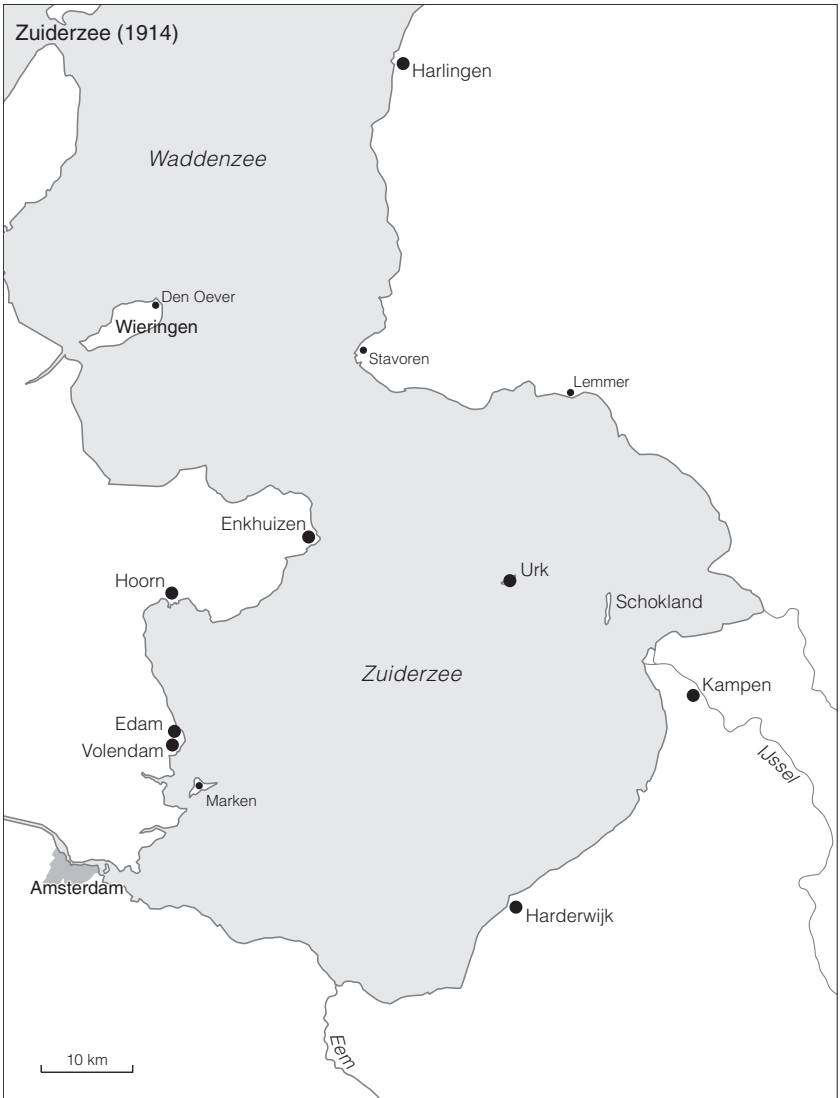 Zuiderzee (1914)
Harlingen
Waddenzee
Den Oever
Wieringen
Stavoren
Lemmer
Enkhuizen
Urk
Hoorn
Schokland
Zuiderzee
Kampen
Edam
Volendam
IJssel
Marken
Amsterdam
Harderwijk
Eem
10 km